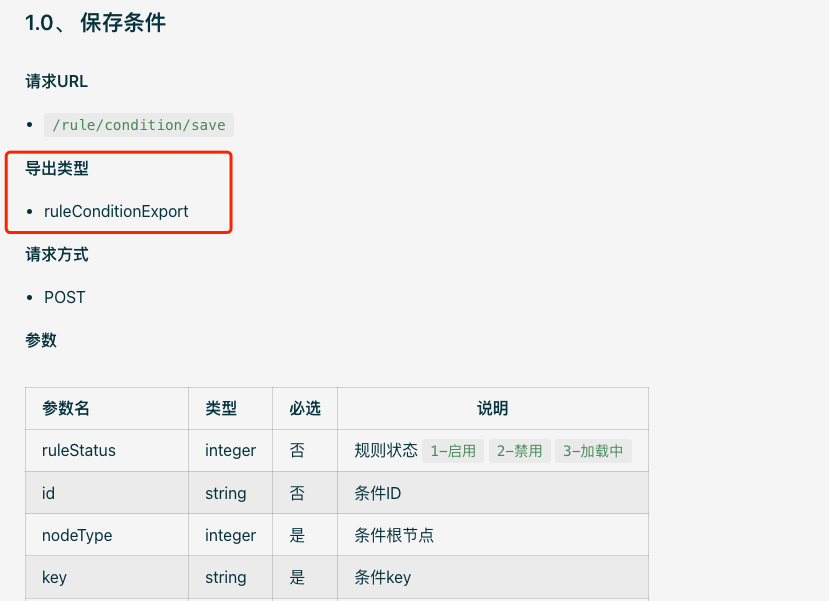 1.0、 保存条件
请求URL
• /rule/condition/save
导出类型
• ruleConditionExport
请求方式
• POST
参数
参数名 类型 必选 说明
ruleStatus integer 否 规则状态 1-启用 2-禁用 3-加载中
id string 否 条件ID
nodeType integer 是 条件根节点
key string 是 条件key